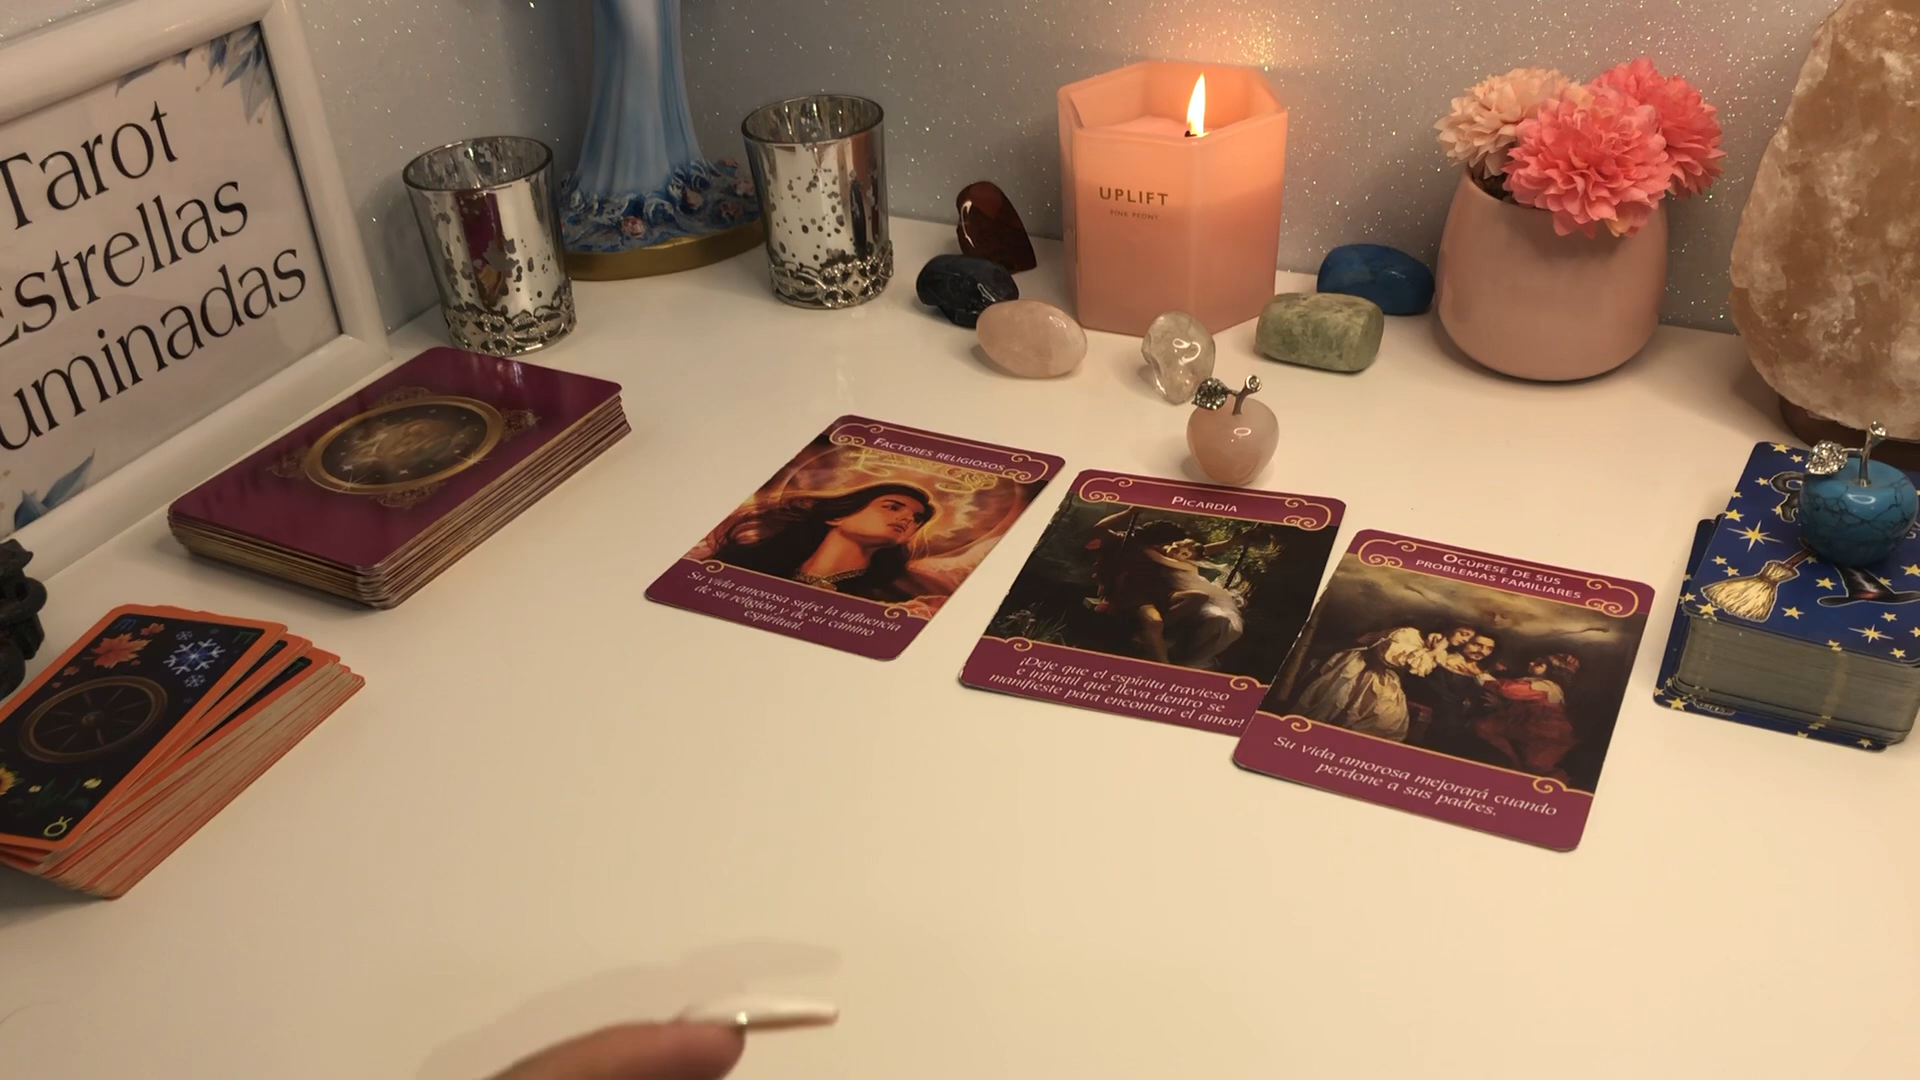 Tarot
Estrellas
uminadas
UPLIFT
PINK PEONY
FACTORES RELIGIOSOS
Su vida amorosa sufre la influencia
de su religión y de su camino
espiritual.
PICARDÍA
¡Deje que el espíritu travieso
e infantil que lleva dentro se
manifieste para encontrar el amor!
OCÚPESE DE SUS
PROBLEMAS FAMILIARES
Su vida amorosa mejorará cuando
perdone a sus padres.